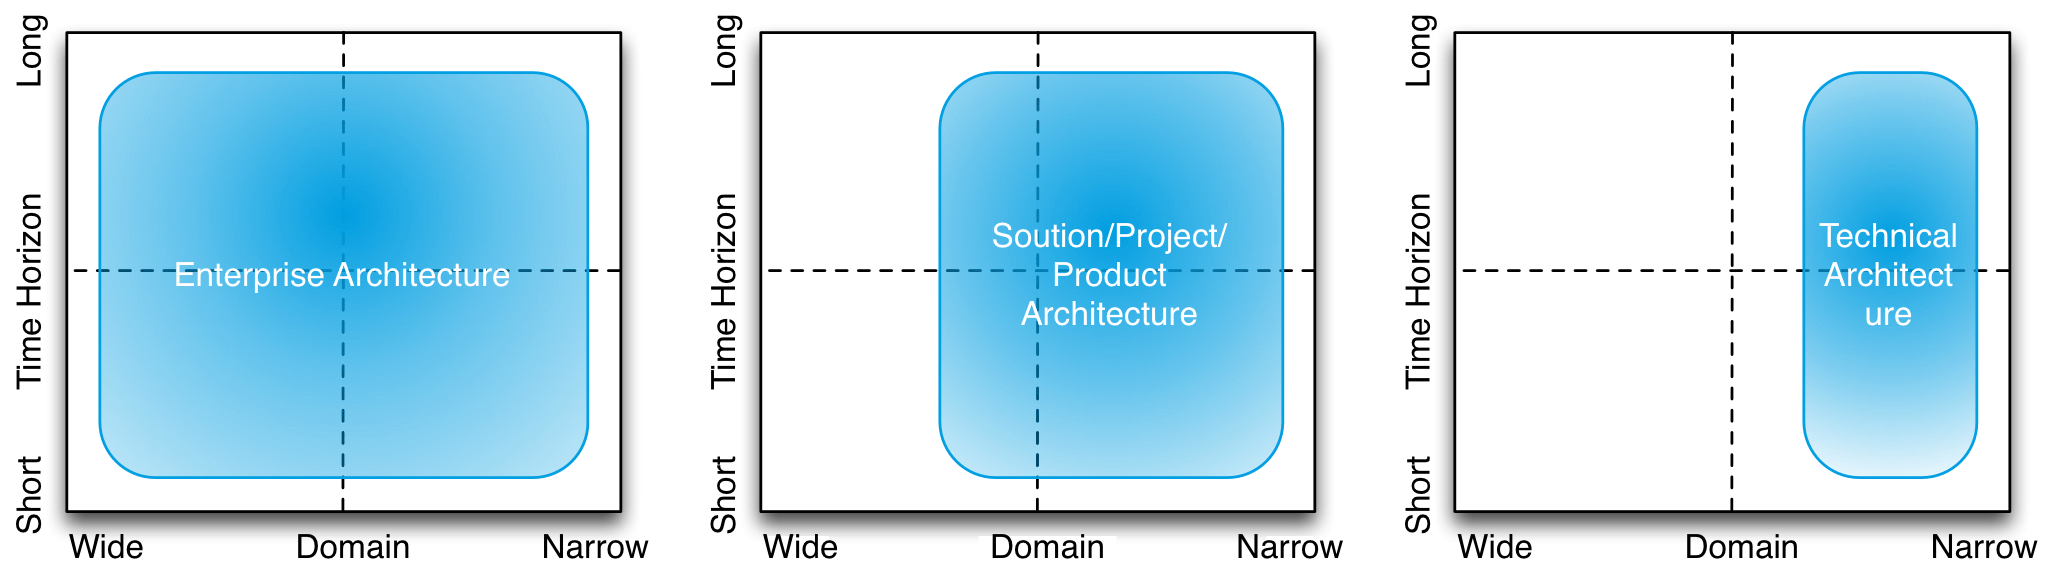 Long
Time Horizon
Short
Enterprise Architecture
Wide
Domain
Narrow
Long
Time Horizon
Short
Soution/Project/
Product
Architecture
Wide
Domain
Narrow
Long
Time Horizon
Short
Technical
Architect
ure
Wide
Domain
Narrow